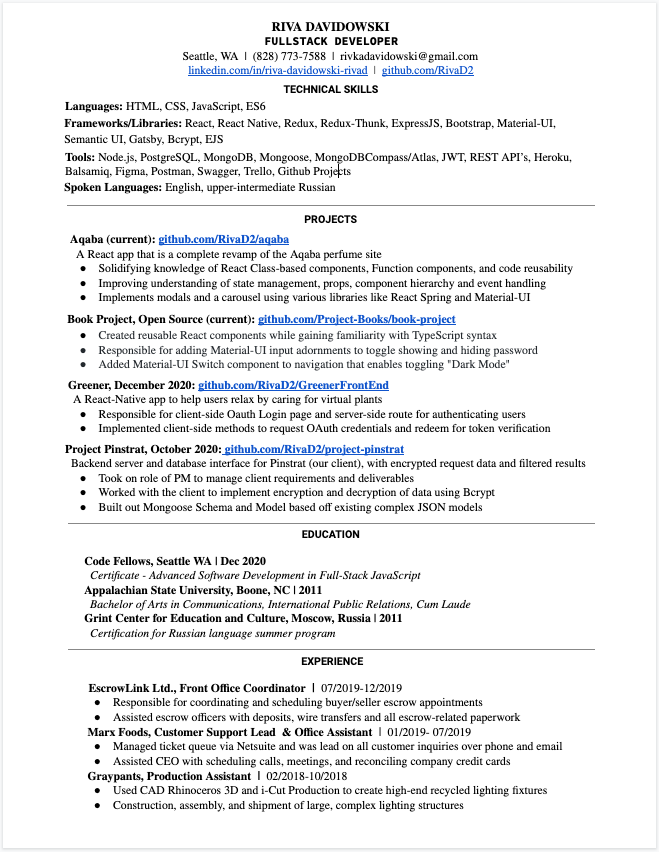 RIVA DAVIDOWSKI
FULLSTACK DEVELOPER
Seattle, WA | (828) 773-7588 | rivkadavidowski@gmail.com
linkedin.com/in/riva-davidowski-rivad | github.com/RivaD2
TECHNICAL SKILLS
Languages: HTML, CSS, JavaScript, ES6
Frameworks/Libraries: React, React Native, Redux, Redux-Thunk, ExpressJS, Bootstrap, Material-UI,
Semantic UI, Gatsby, Bcrypt, EJS
Tools: Node.js, PostgreSQL, MongoDB, Mongoose, MongoDBCompass/Atlas, JWT, REST API's, Heroku,
Balsamiq, Figma, Postman, Swagger, Trello, Github Projects
Spoken Languages: English, upper-intermediate Russian
PROJECTS
Aqaba (current): github.com/RivaD2/aqaba
A React app that is a complete revamp of the Aqaba perfume site
● Solidifying knowledge of React Class-based components, Function components, and code reusability
● Improving understanding of state management, props, component hierarchy and event handling
● Implements modals and a carousel using various libraries like React Spring and Material-UI
Book Project, Open Source (current): github.com/Project-Books/book-project
● Created reusable React components while gaining familiarity with TypeScript syntax
● Responsible for adding Material-UI input adornments to toggle showing and hiding password
● Added Material-UI Switch component to navigation that enables toggling "Dark Mode"
Greener, December 2020: github.com/RivaD2/GreenerFrontEnd
A React-Native app to help users relax by caring for virtual plants
● Responsible for client-side Oauth Login page and server-side route for authenticating users
● Implemented client-side methods to request OAuth credentials and redeem for token verification
Project Pinstrat, October 2020: github.com/RivaD2/project-pinstrat
Backend server and database interface for Pinstrat (our client), with encrypted request data and filtered results
● Took on role of PM to manage client requirements and deliverables
● Worked with the client to implement encryption and decryption of data using Bcrypt
● Built out Mongoose Schema and Model based off existing complex JSON models
EDUCATION
Code Fellows, Seattle WA | Dec 2020
Certificate - Advanced Software Development in Full-Stack JavaScript
Appalachian State University, Boone, NC | 2011
Bachelor of Arts in Communications, International Public Relations, Cum Laude
Grint Center for Education and Culture, Moscow, Russia | 2011
Certification for Russian language summer program
EXPERIENCE
EscrowLink Ltd., Front Office Coordinator | 07/2019-12/2019
● Responsible for coordinating and scheduling buyer/seller escrow appointments
● Assisted escrow officers with deposits, wire transfers and all escrow-related paperwork
Marx Foods, Customer Support Lead & Office Assistant | 01/2019- 07/2019
● Managed ticket queue via Netsuite and was lead on all customer inquiries over phone and email
● Assisted CEO with scheduling calls, meetings, and reconciling company credit cards
Graypants, Production Assistant | 02/2018-10/2018
● Used CAD Rhinoceros 3D and i-Cut Production to create high-end recycled lighting fixtures
● Construction, assembly, and shipment of large, complex lighting structures